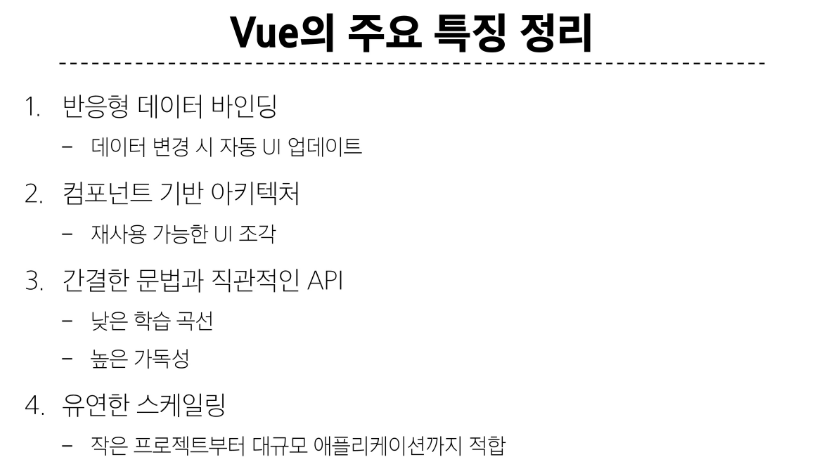 Vue의 주요 특징 정리
1. 반응형 데이터 바인딩
– 데이터 변경 시 자동 UI 업데이트
2. 컴포넌트 기반 아키텍처
– 재사용 가능한 UI 조각
3. 간결한 문법과 직관적인 API
– 낮은 학습 곡선
– 높은 가독성
4. 유연한 스케일링
– 작은 프로젝트부터 대규모 애플리케이션까지 적합